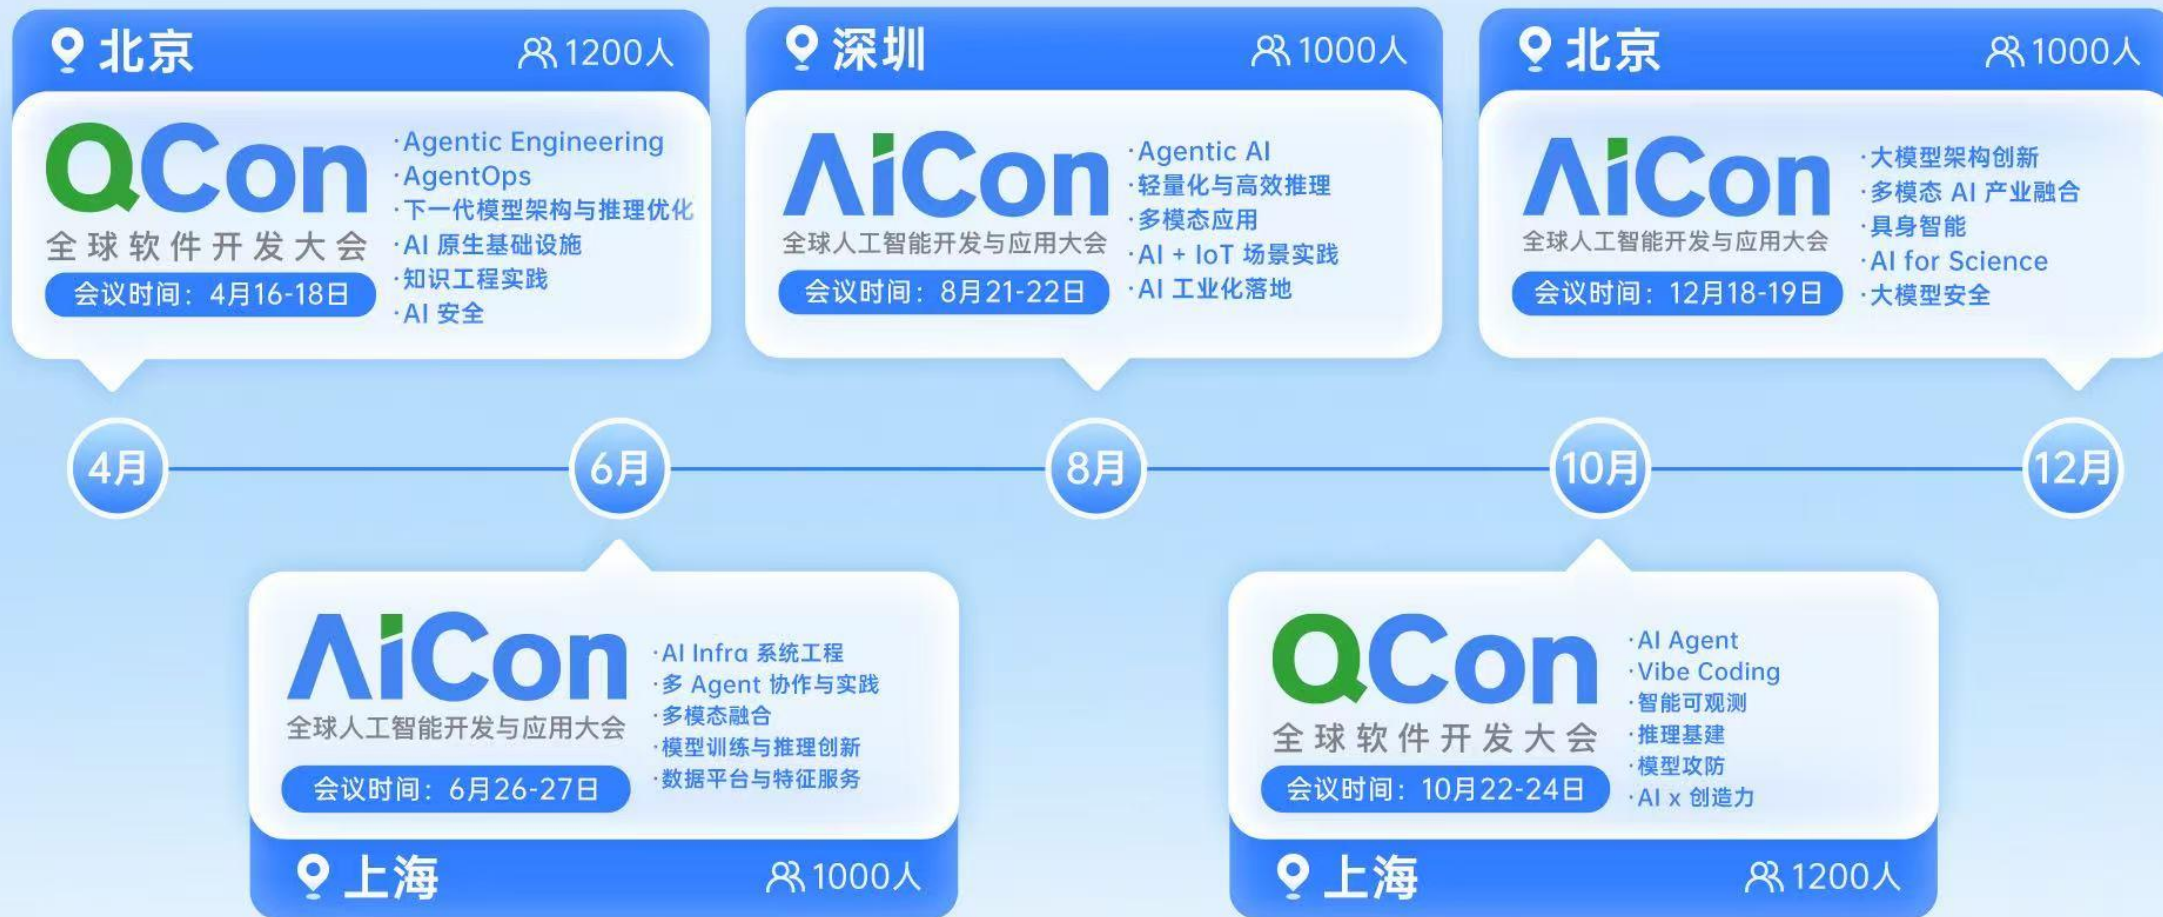 北京
1200人
QCon
全球软件开发大会
会议时间：4月16-18日
·Agentic Engineering
·AgentOps
·下一代模型架构与推理优化
·AI 原生基础设施
·知识工程实践
·AI 安全
深圳
1000人
AiCon
全球人工智能开发与应用大会
会议时间：8月21-22日
·Agentic AI
·轻量化与高效推理
·多模态应用
·AI + IoT 场景实践
·AI 工业化落地
北京
1000人
AiCon
全球人工智能开发与应用大会
会议时间：12月18-19日
·大模型架构创新
·多模态 AI 产业融合
·具身智能
·AI for Science
·大模型安全
4月
6月
8月
10月
12月
AiCon
全球人工智能开发与应用大会
会议时间：6月26-27日
·AI Infra 系统工程
·多 Agent 协作与实践
·多模态融合
·模型训练与推理创新
·数据平台与特征服务
上海
1000人
QCon
全球软件开发大会
会议时间：10月22-24日
·AI Agent
·Vibe Coding
·智能可观测
·推理基建
·模型攻防
·AI x 创造力
上海
1200人